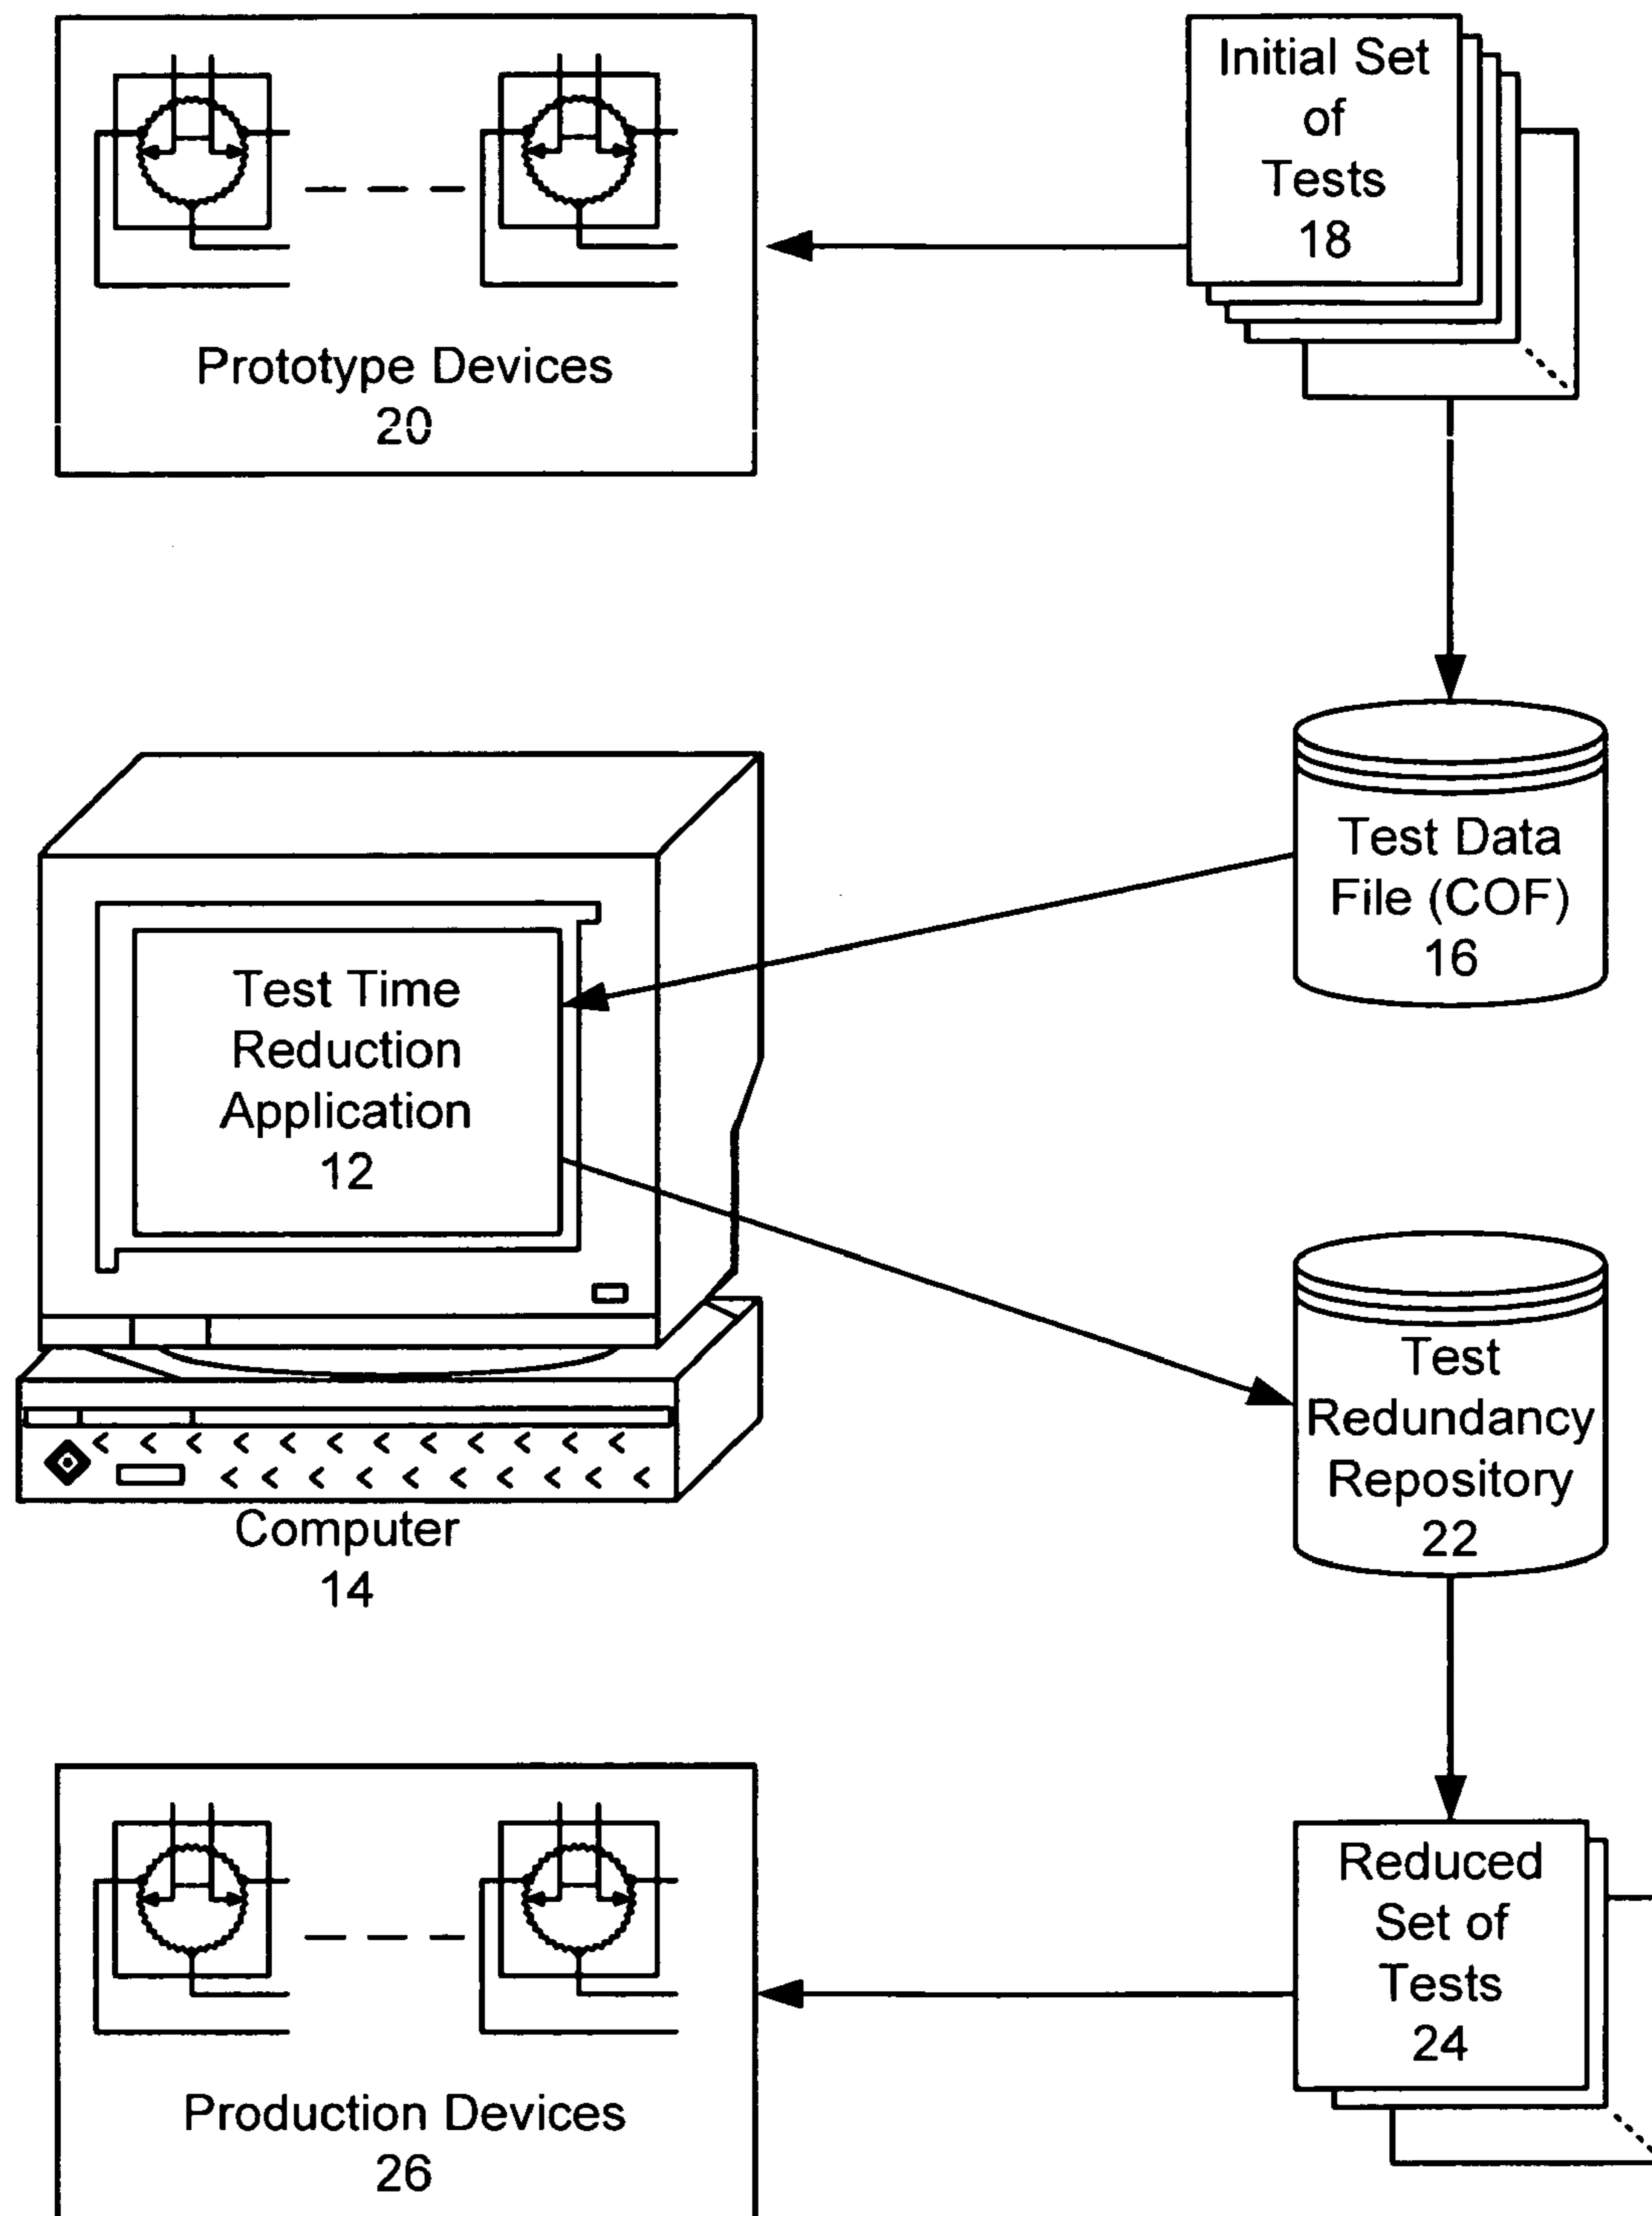 Initial Set
of
Tests
18
Prototype Devices
20
Test Data
File (COF)
16
Test Time
Reduction
Application
12
Computer
14
Test
Redundancy
Repository
22
Reduced
Set of
Tests
24
Production Devices
26